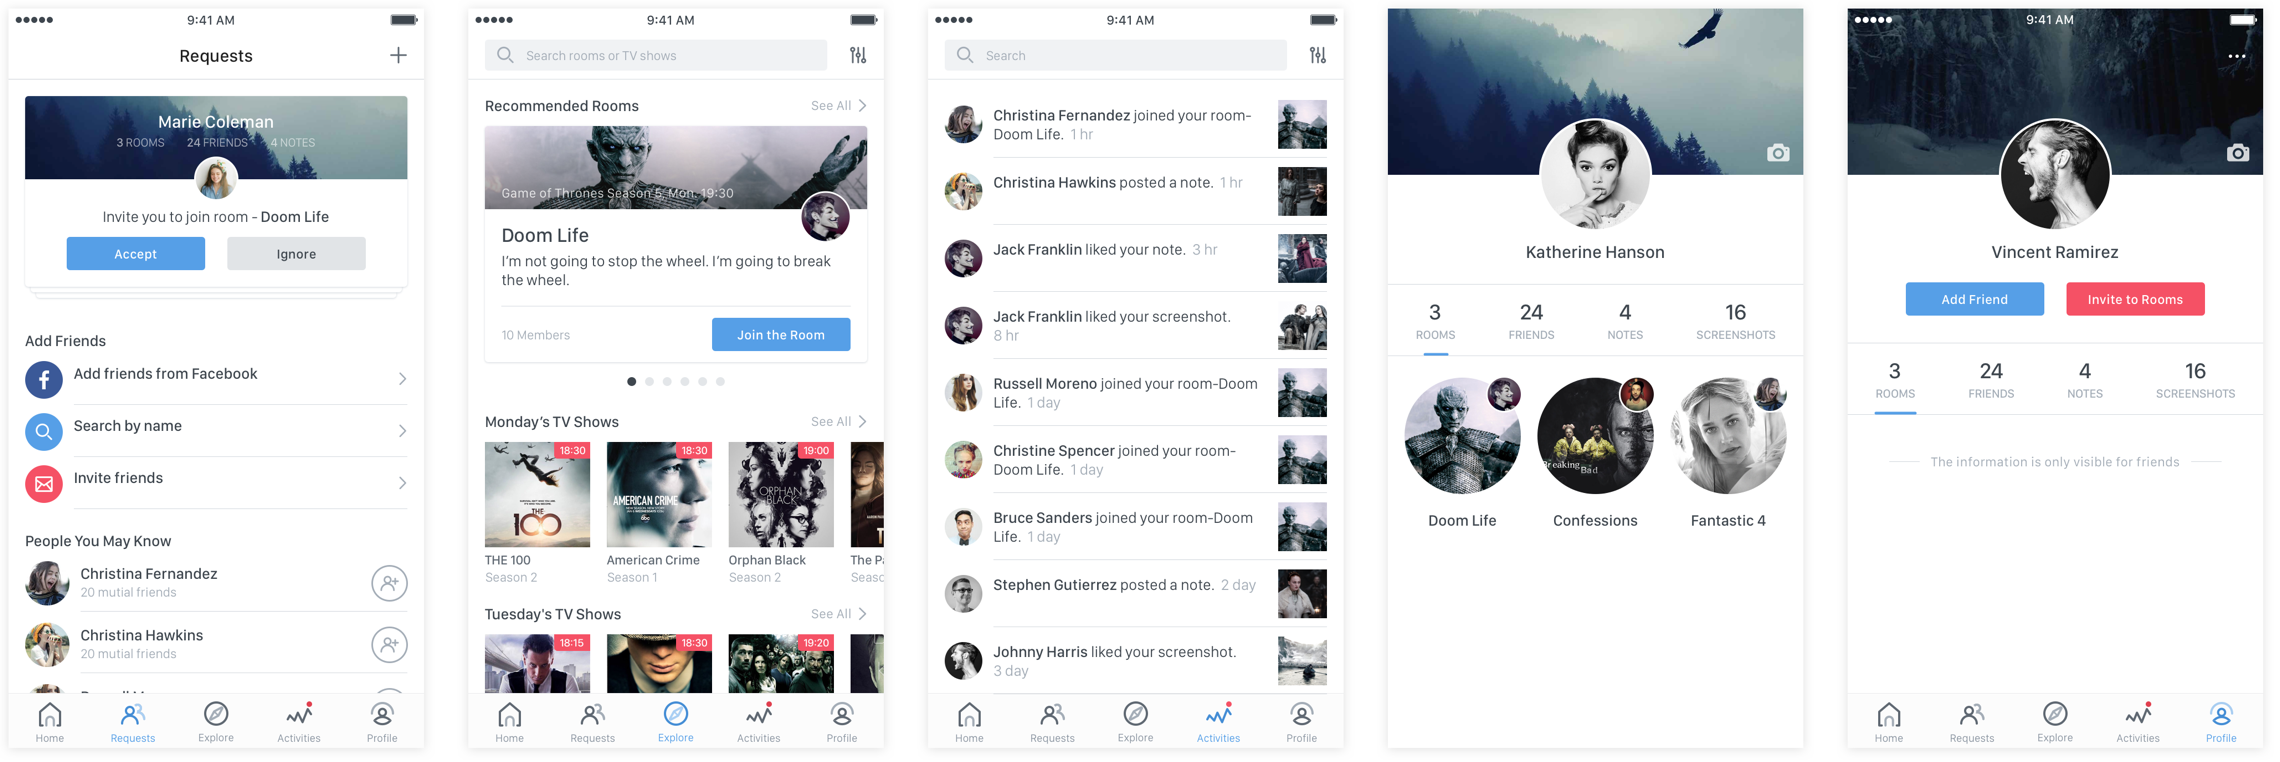 9:41 AM
Requests
Marie Coleman
3 ROOMS 24 FRIENDS 4 NOTES
Invite you to join room - Doom Life
Accept Ignore
Add Friends
Add friends from Facebook
Search by name
Invite friends
People You May Know
Christina Fernandez
20 mutial friends
Christina Hawkins
20 mutial friends
Home Requests Explore Activities Profile
9:41 AM
Search rooms or TV shows
Recommended Rooms See All
Game of Thrones Season 5, Mon. 19:30
Doom Life
I'm not going to stop the wheel. I'm going to break
the wheel.
10 Members Join the Room
Monday's TV Shows See All
18:30 18:30 19:00
THE
100
AMERICAN CRIME
abc
ORPHAN
BLACK
THE 100 American Crime Orphan Black The Pa
Season 2 Season 1 Season 2 Seasc
Tuesday's TV Shows See All
18:15 18:30 19:20
Home Requests Explore Activities Profile
9:41 AM
Search
Christina Fernandez joined your room-
Doom Life. 1 hr
Christina Hawkins posted a note. 1 hr
Jack Franklin liked your note. 3 hr
Jack Franklin liked your screenshot.
8 hr
Russell Moreno joined your room-Doom
Life. 1 day
Christine Spencer joined your room-
Doom Life. 1 day
Bruce Sanders joined your room-Doom
Life. 1 day
Stephen Gutierrez posted a note. 2 day
Johnny Harris liked your screenshot.
3 day
Home Requests Explore Activities Profile
Katherine Hanson
3 24 4 16
ROOMS FRIENDS NOTES SCREENSHOTS
Breaking
Bad
Doom Life Confessions Fantastic 4
9:41 AM
Vincent Ramirez
Add Friend Invite to Rooms
3 24 4 16
ROOMS FRIENDS NOTES SCREENSHOTS
The information is only visible for friends
Home Requests Explore Activities Profile